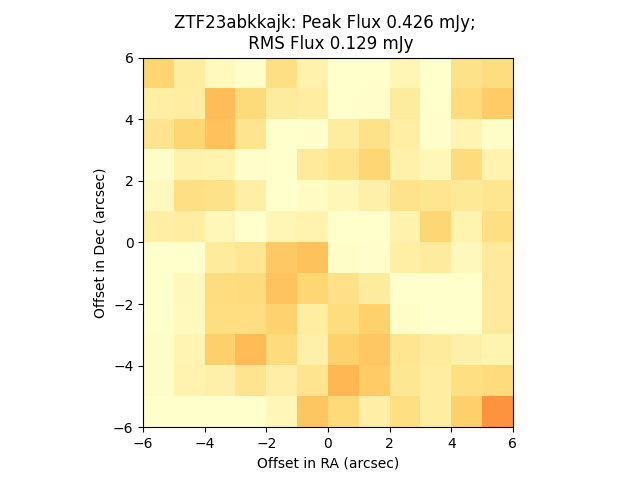 ZTF23abkkajk: Peak Flux 0.426 mJy;
RMS Flux 0.129 mJy
6
4
2
0
−2
−4
−6
Offset in Dec (arcsec)
−6 −4 −2 0 2 4 6
Offset in RA (arcsec)